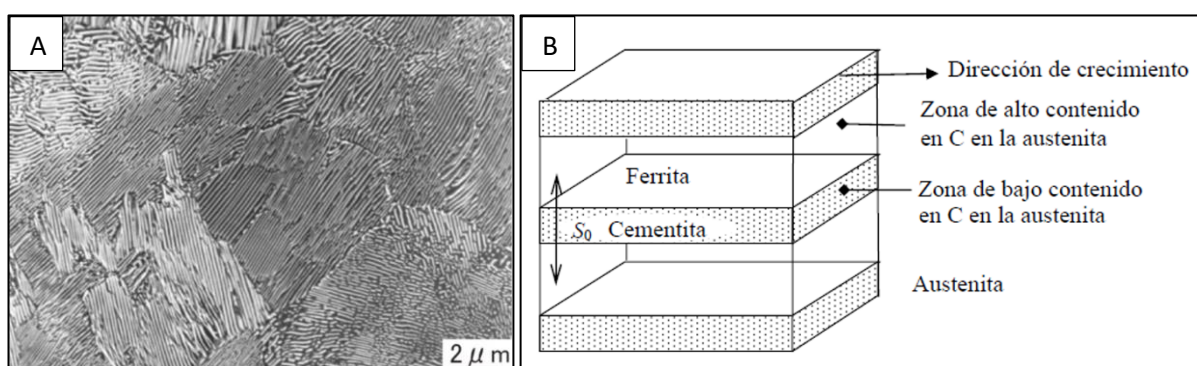 A
2 μm
B
Dirección de crecimiento
Zona de alto contenido
en C en la austenita
Ferrita
Zona de bajo contenido
en C en la austenita
S₀ Cementita
Austenita